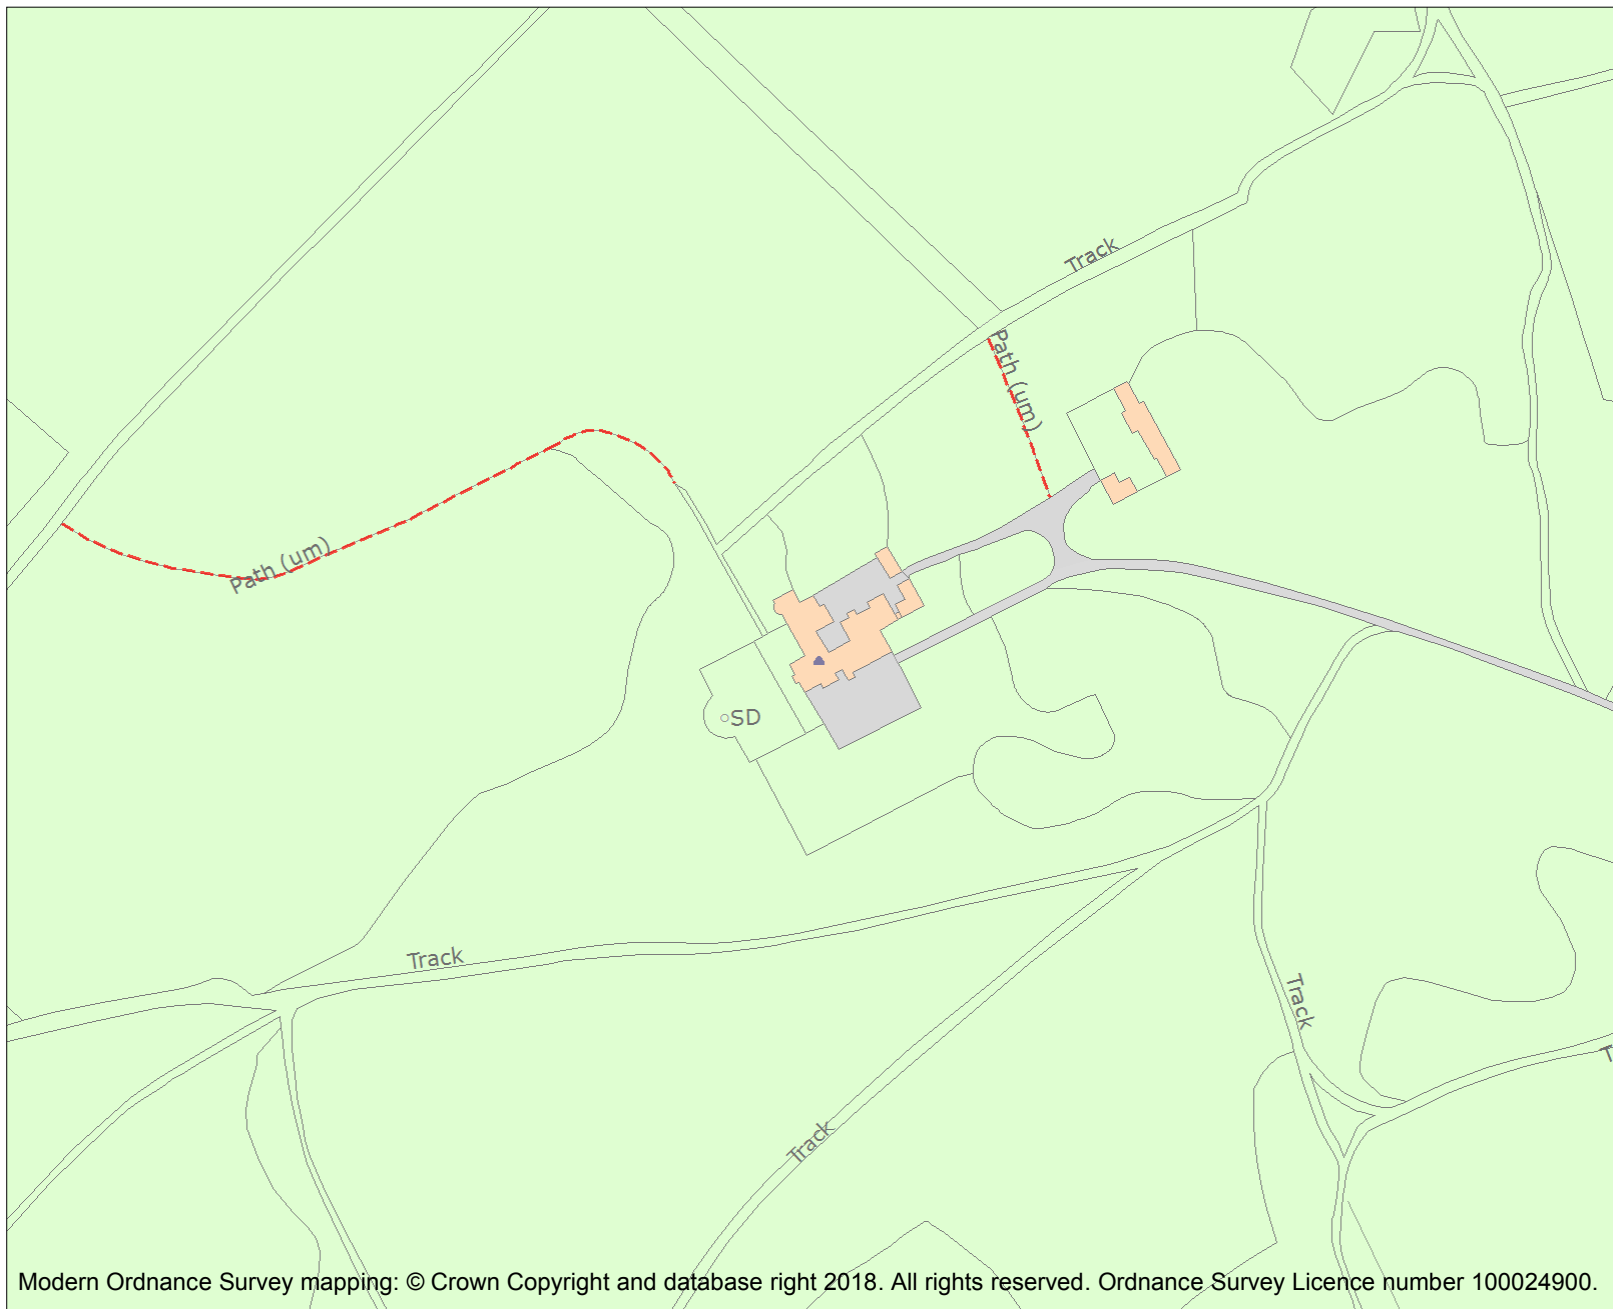 Track
Path (um)
Path (um)
SD
Track
Track
T
Track
Modern Ordnance Survey mapping: © Crown Copyright and database right 2018. All rights reserved. Ordnance Survey Licence number 100024900.